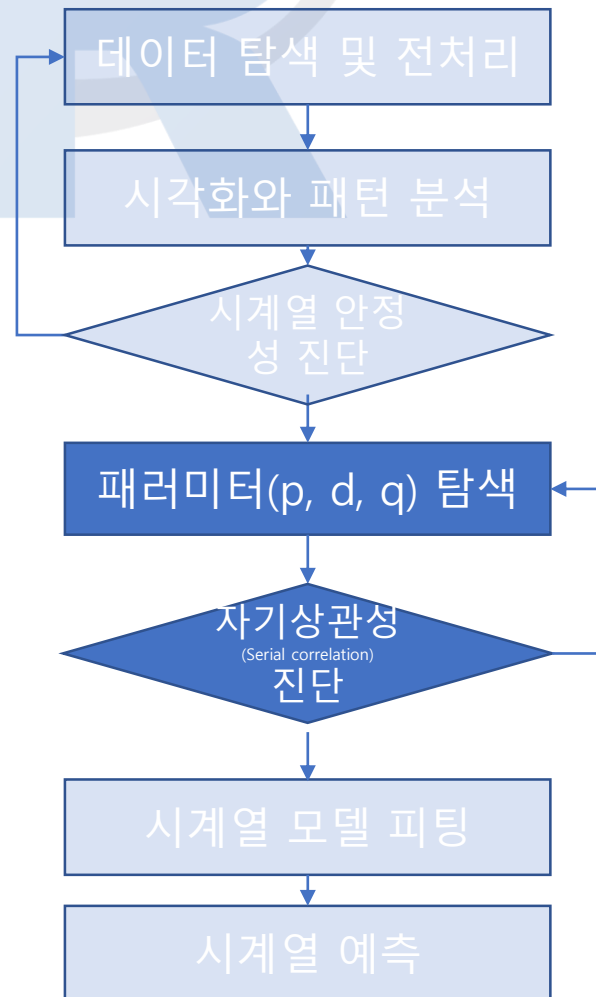 데이터 탐색 및 전처리
시각화와 패턴 분석
시계열 안정
성 진단
패러미터(p, d, q) 탐색
자기상관성
(Serial correlation)
진단
시계열 모델 피팅
시계열 예측